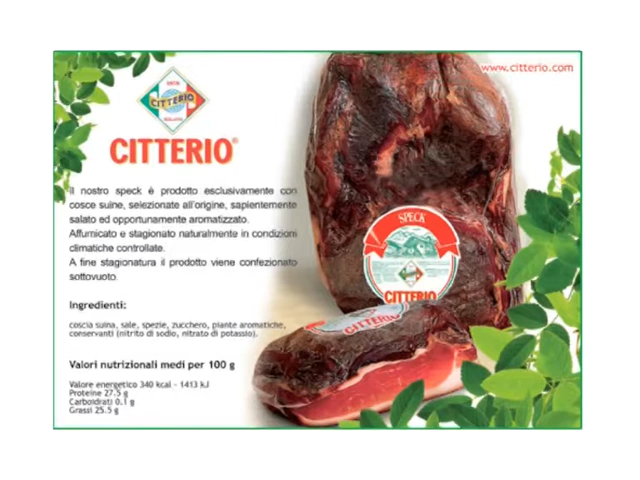 www.citterio.com
CITTERIO
CITTERIO®
Il nostro speck è prodotto esclusivamente con
cosce suine, selezionate all'origine, sapientemente
salato ed opportunamente aromatizzato.
Affumicato e stagionato naturalmente in condizioni
climatiche controllate.
A fine stagionatura il prodotto viene confezionato
sottovuoto.
SPECK
CITTERIO
CITTERIO
Ingredienti:
coscia suina, sale, spezie, zucchero, piante aromatiche,
conservanti (nitrito di sodio, nitrato di potassio).
Valori nutrizionali medi per 100 g
Valore energetico 340 kcal - 1413 kJ
Proteine 27.5 g
Carboidrati 0.1 g
Grassi 25.5 g